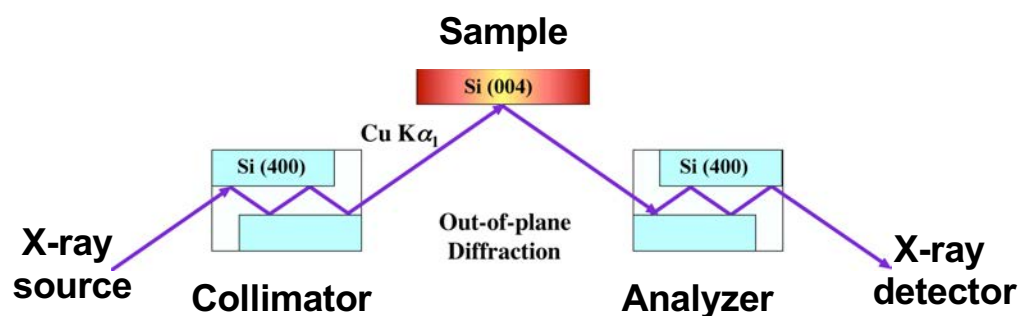 Sample
Si (004)
Cu Kα₁
Si (400)
Si (400)
Out-of-plane
Diffraction
X-ray
source
Collimator
Analyzer
X-ray
detector